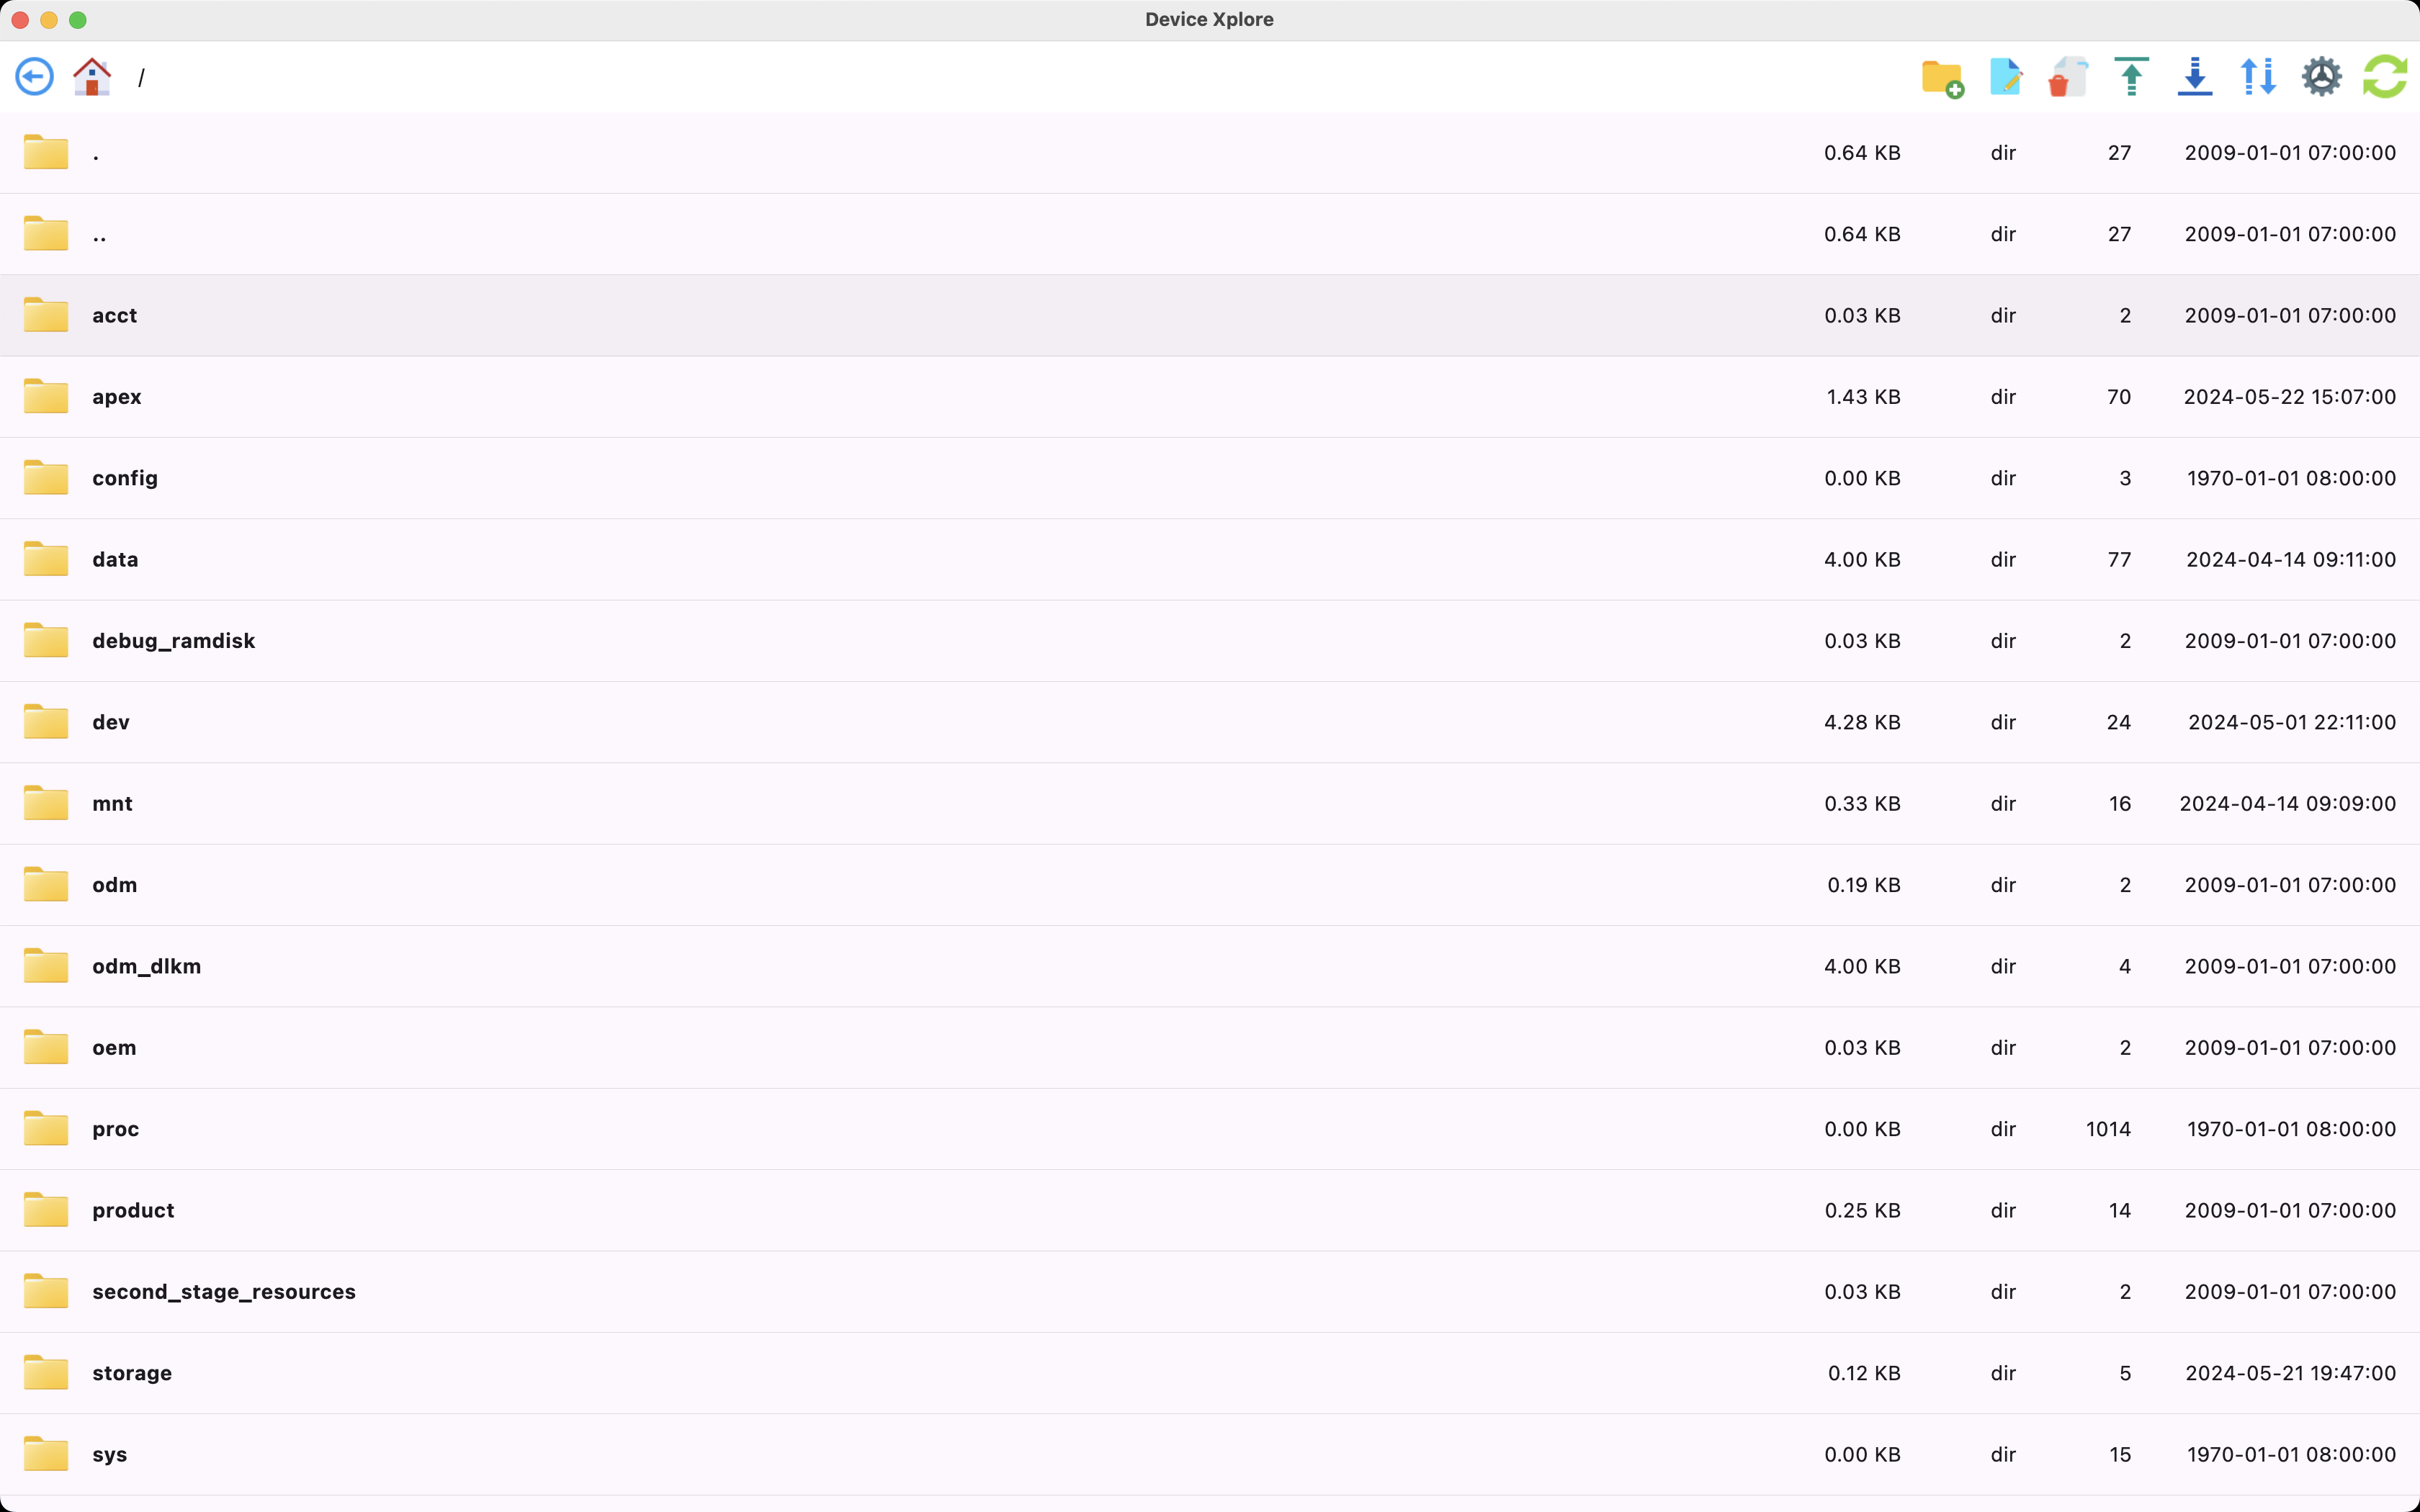 Device Xplore
/
. 0.64 KB dir 27 2009-01-01 07:00:00
.. 0.64 KB dir 27 2009-01-01 07:00:00
acct 0.03 KB dir 2 2009-01-01 07:00:00
apex 1.43 KB dir 70 2024-05-22 15:07:00
config 0.00 KB dir 3 1970-01-01 08:00:00
data 4.00 KB dir 77 2024-04-14 09:11:00
debug_ramdisk 0.03 KB dir 2 2009-01-01 07:00:00
dev 4.28 KB dir 24 2024-05-01 22:11:00
mnt 0.33 KB dir 16 2024-04-14 09:09:00
odm 0.19 KB dir 2 2009-01-01 07:00:00
odm_dlkm 4.00 KB dir 4 2009-01-01 07:00:00
oem 0.03 KB dir 2 2009-01-01 07:00:00
proc 0.00 KB dir 1014 1970-01-01 08:00:00
product 0.25 KB dir 14 2009-01-01 07:00:00
second_stage_resources 0.03 KB dir 2 2009-01-01 07:00:00
storage 0.12 KB dir 5 2024-05-21 19:47:00
sys 0.00 KB dir 15 1970-01-01 08:00:00